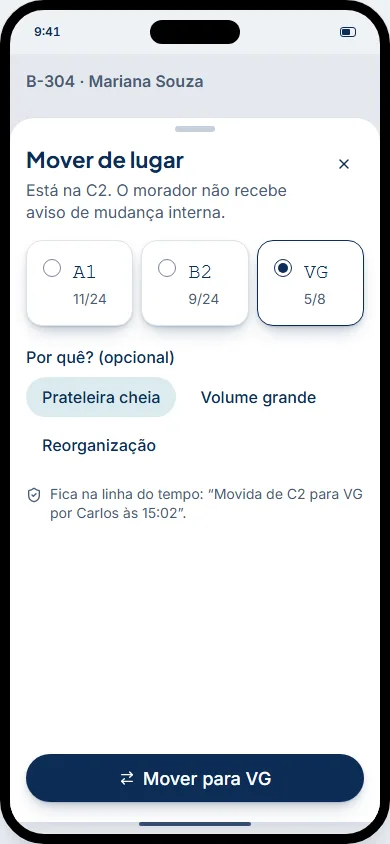 9:41
B-304 · Mariana Souza
Mover de lugar
Está na C2. O morador não recebe
aviso de mudança interna.
A1
11/24
B2
9/24
VG
5/8
Por quê? (opcional)
Prateleira cheia
Volume grande
Reorganização
Fica na linha do tempo: “Movida de C2 para VG
por Carlos às 15:02”.
Mover para VG